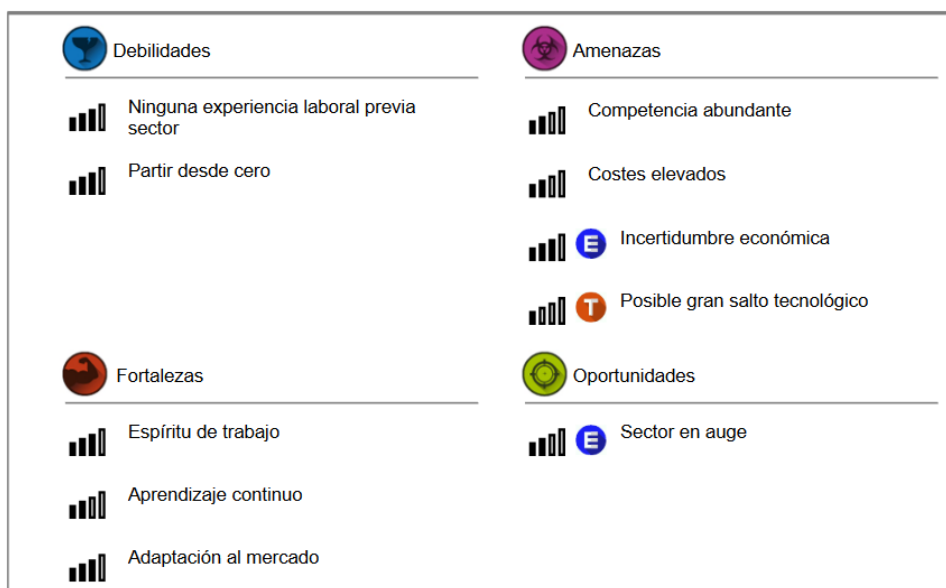 Debilidades
Ninguna experiencia laboral previa
sector
Partir desde cero
Amenazas
Competencia abundante
Costes elevados
E Incertidumbre económica
T Posible gran salto tecnológico
Fortalezas
Espíritu de trabajo
Aprendizaje continuo
Adaptación al mercado
Oportunidades
E Sector en auge